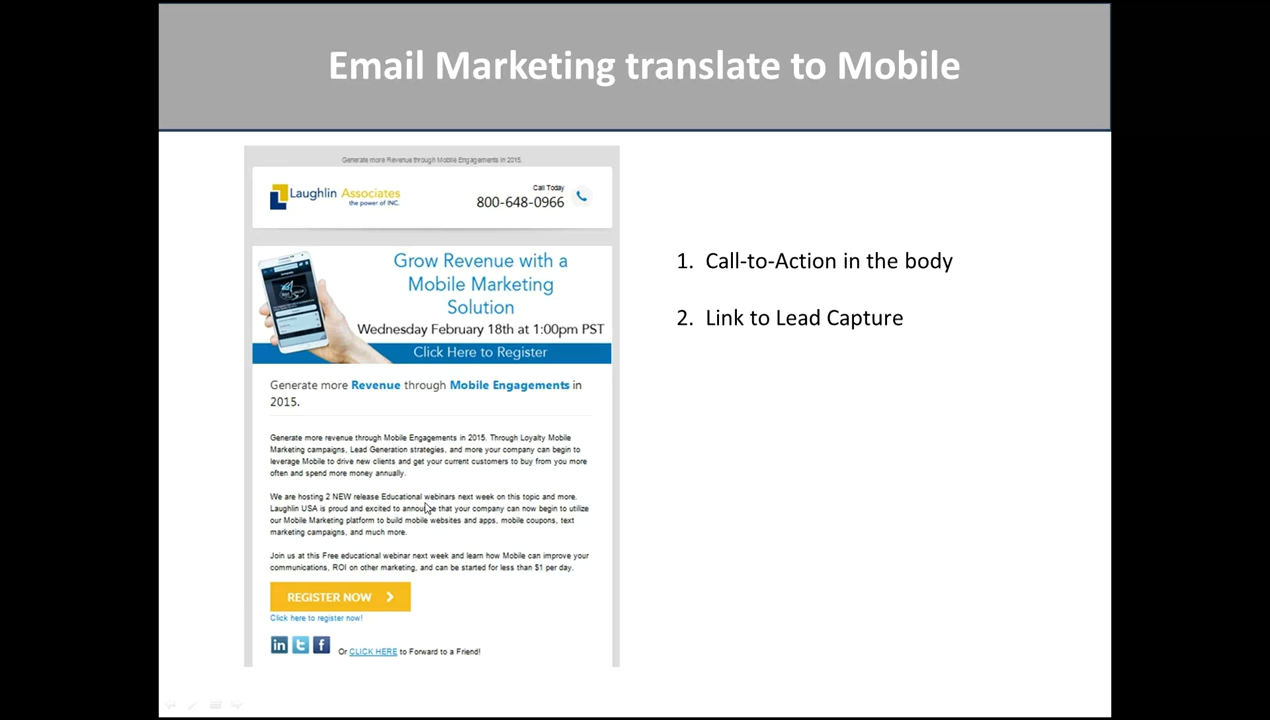 Email Marketing translate to Mobile
Generate more Revenue through Mobile Engagements in 2015.
Laughlin Associates
the power of INC.
Call Today
800-648-0966
Grow Revenue with a
Mobile Marketing
Solution
Wednesday February 18th at 1:00pm PST
Click Here to Register
Generate more Revenue through Mobile Engagements in
2015.
Generate more revenue through Mobile Engagements in 2015. Through Loyalty Mobile
Marketing campaigns, Lead Generation strategies, and more your company can begin to
leverage Mobile to drive new clients and get your current customers to buy from you more
often and spend more money annually.
We are hosting 2 NEW release Educational webinars next week on this topic and more.
Laughlin USA is proud and excited to announce that your company can now begin to utilize
our Mobile Marketing platform to build mobile websites and apps, mobile coupons, text
marketing campaigns, and much more.
Join us at this Free educational webinar next week and learn how Mobile can improve your
communications, ROI on other marketing, and can be started for less than $1 per day.
REGISTER NOW
Click here to register now!
in t f
Or CLICK HERE to Forward to a Friend!
1. Call-to-Action in the body
2. Link to Lead Capture